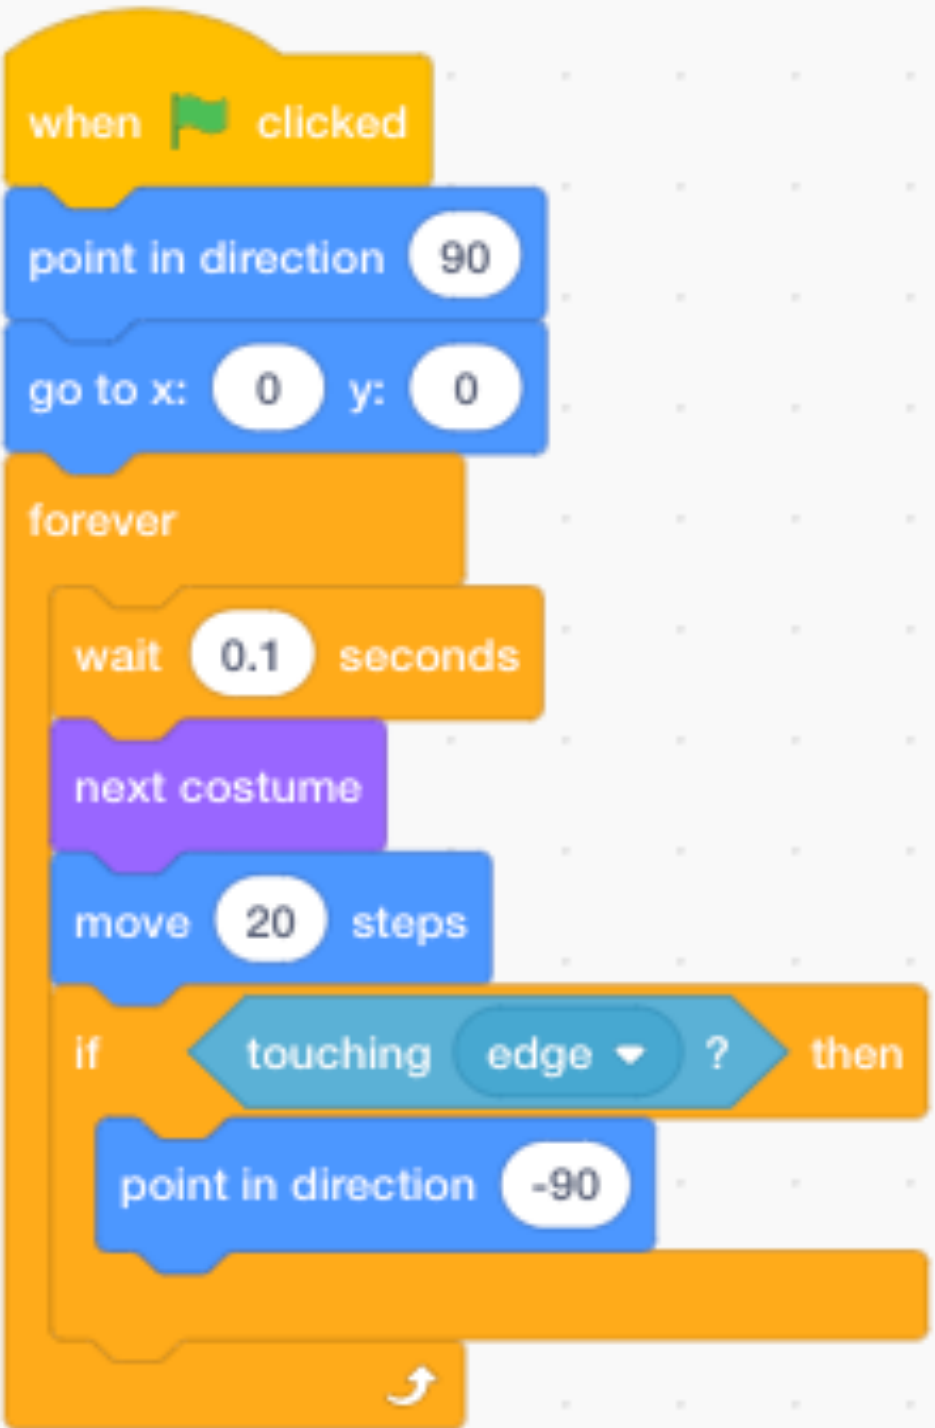 when clicked
point in direction 90
go to x: 0 y: 0
forever
wait 0.1 seconds
next costume
move 20 steps
if touching edge ? then
point in direction -90